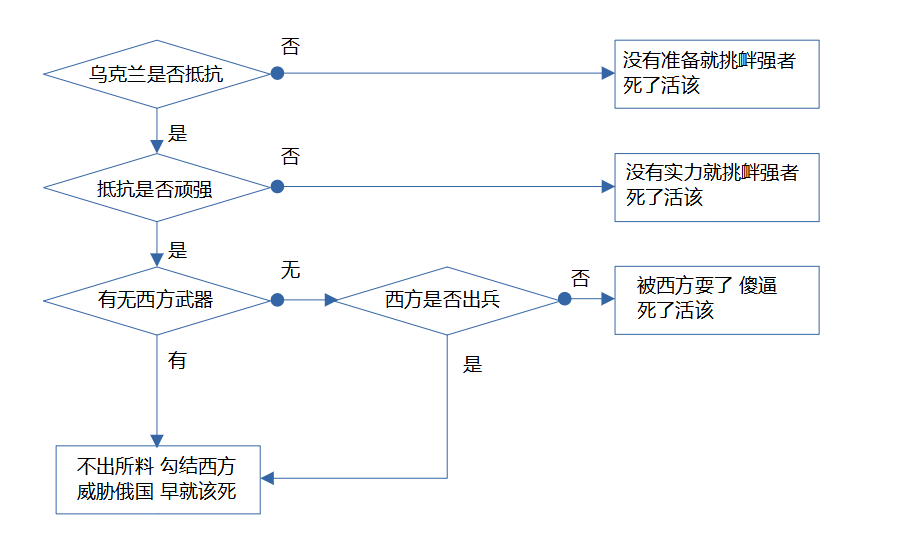 乌克兰是否抵抗
否
没有准备就挑衅强者
死了活该
是
抵抗是否顽强
否
没有实力就挑衅强者
死了活该
是
有无西方武器
无
西方是否出兵
否
被西方耍了 傻逼
死了活该
有
是
不出所料 勾结西方
威胁俄国 早就该死